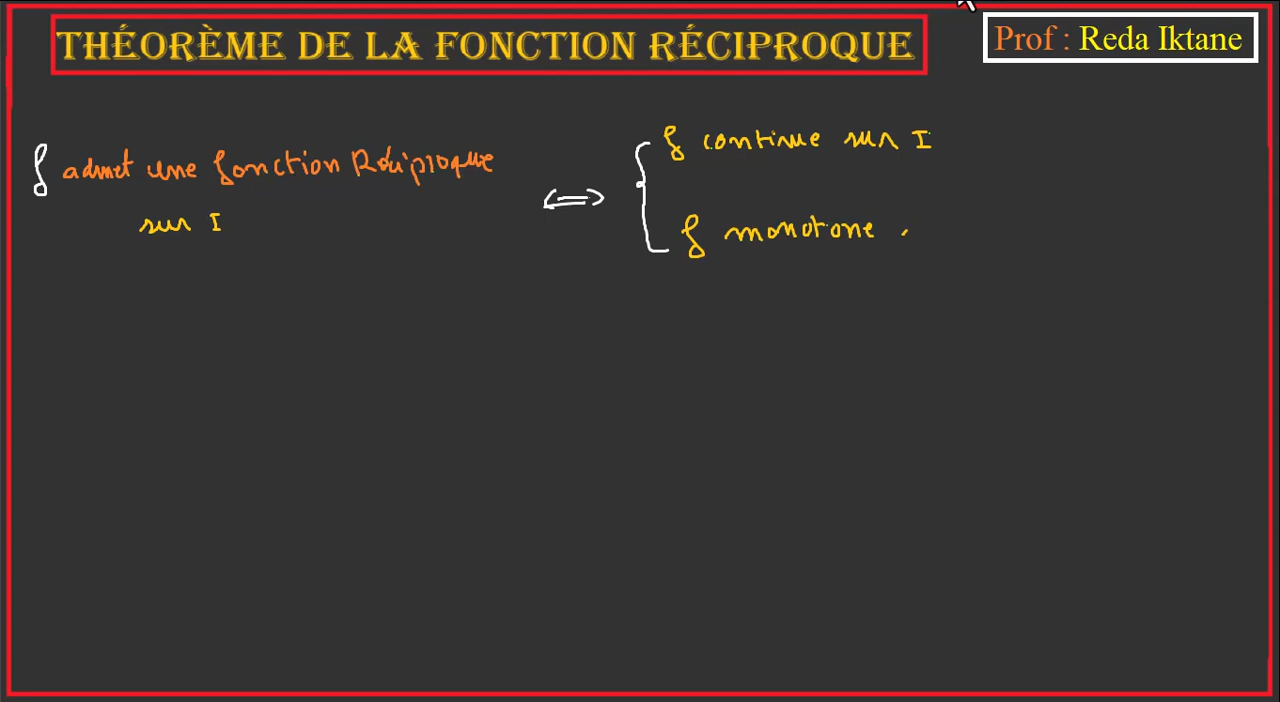 THÉORÈME DE LA FONCTION RÉCIPROQUE
Prof : Reda Iktane
f admet une fonction Réciproque
sur I
⟺
f continue sur I
f monotone